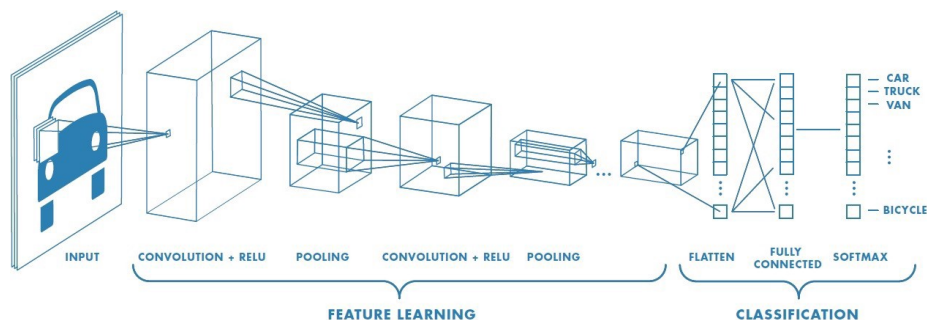 CAR
TRUCK
VAN
BICYCLE
INPUT
CONVOLUTION + RELU
POOLING
CONVOLUTION + RELU
POOLING
FLATTEN
FULLY
CONNECTED
SOFTMAX
FEATURE LEARNING
CLASSIFICATION